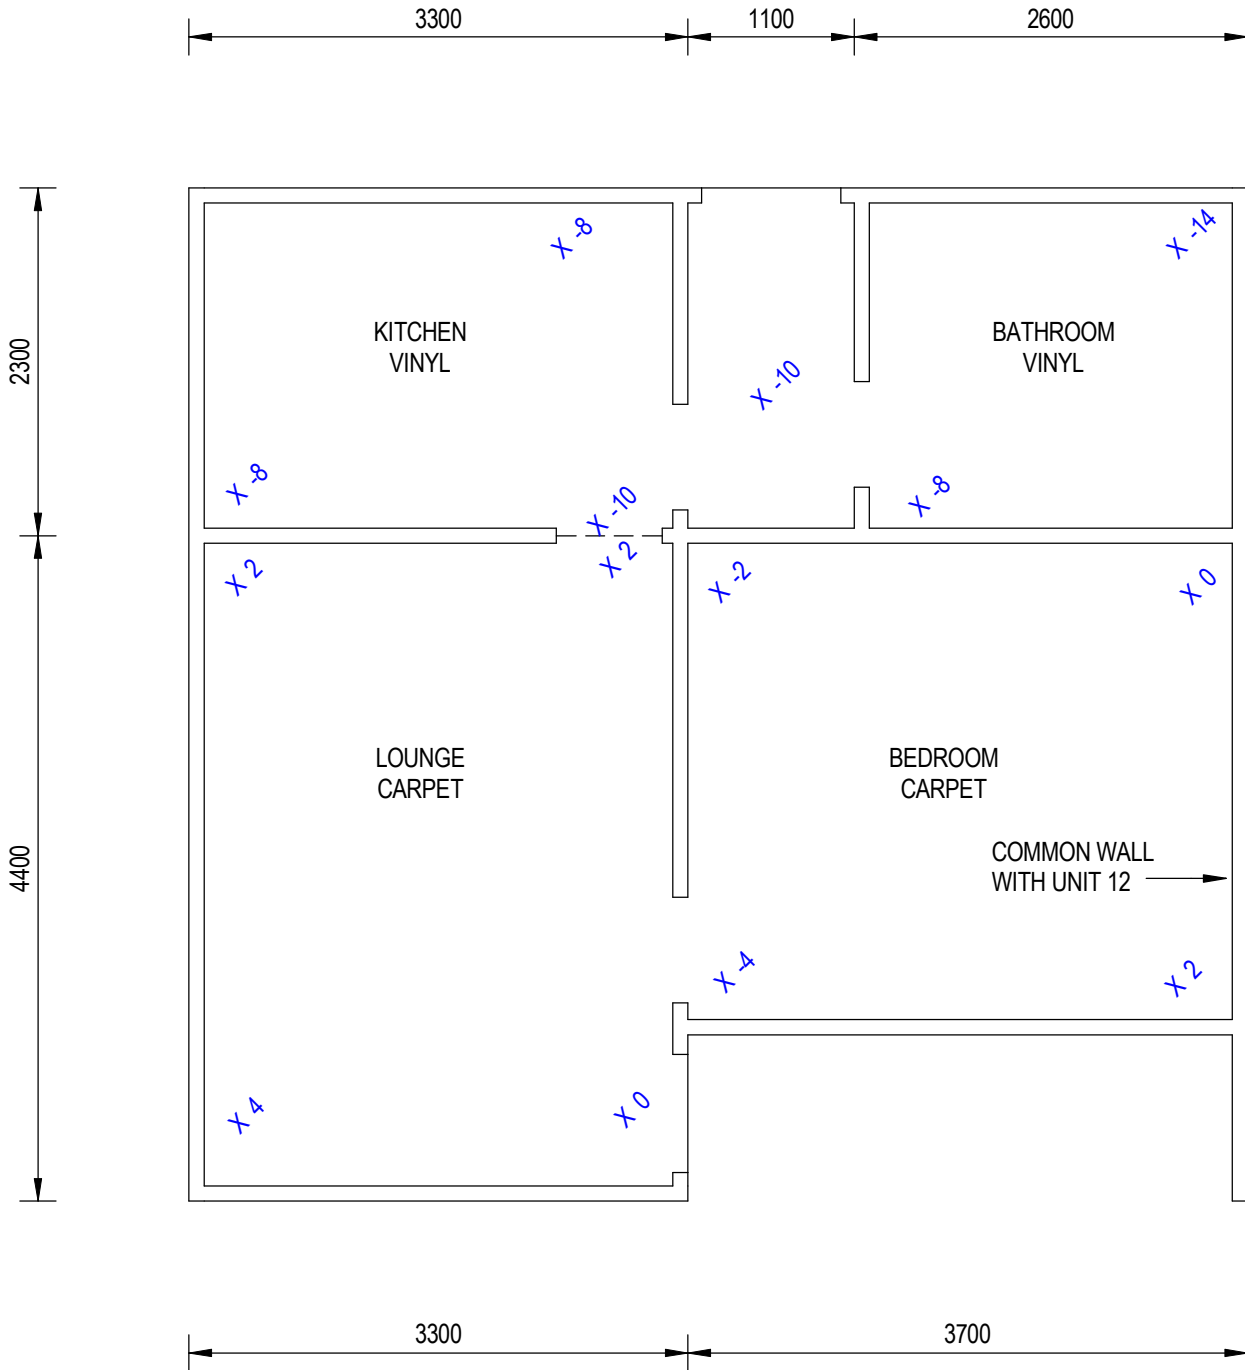 3300
1100
2600
X -8
X -14
KITCHEN
VINYL
BATHROOM
VINYL
2300
X -10
X -8
X -10
X -8
X 2
X 2
X -2
X 0
LOUNGE
CARPET
BEDROOM
CARPET
4400
COMMON WALL
WITH UNIT 12
X -4
X 2
X 4
X 0
3300
3700